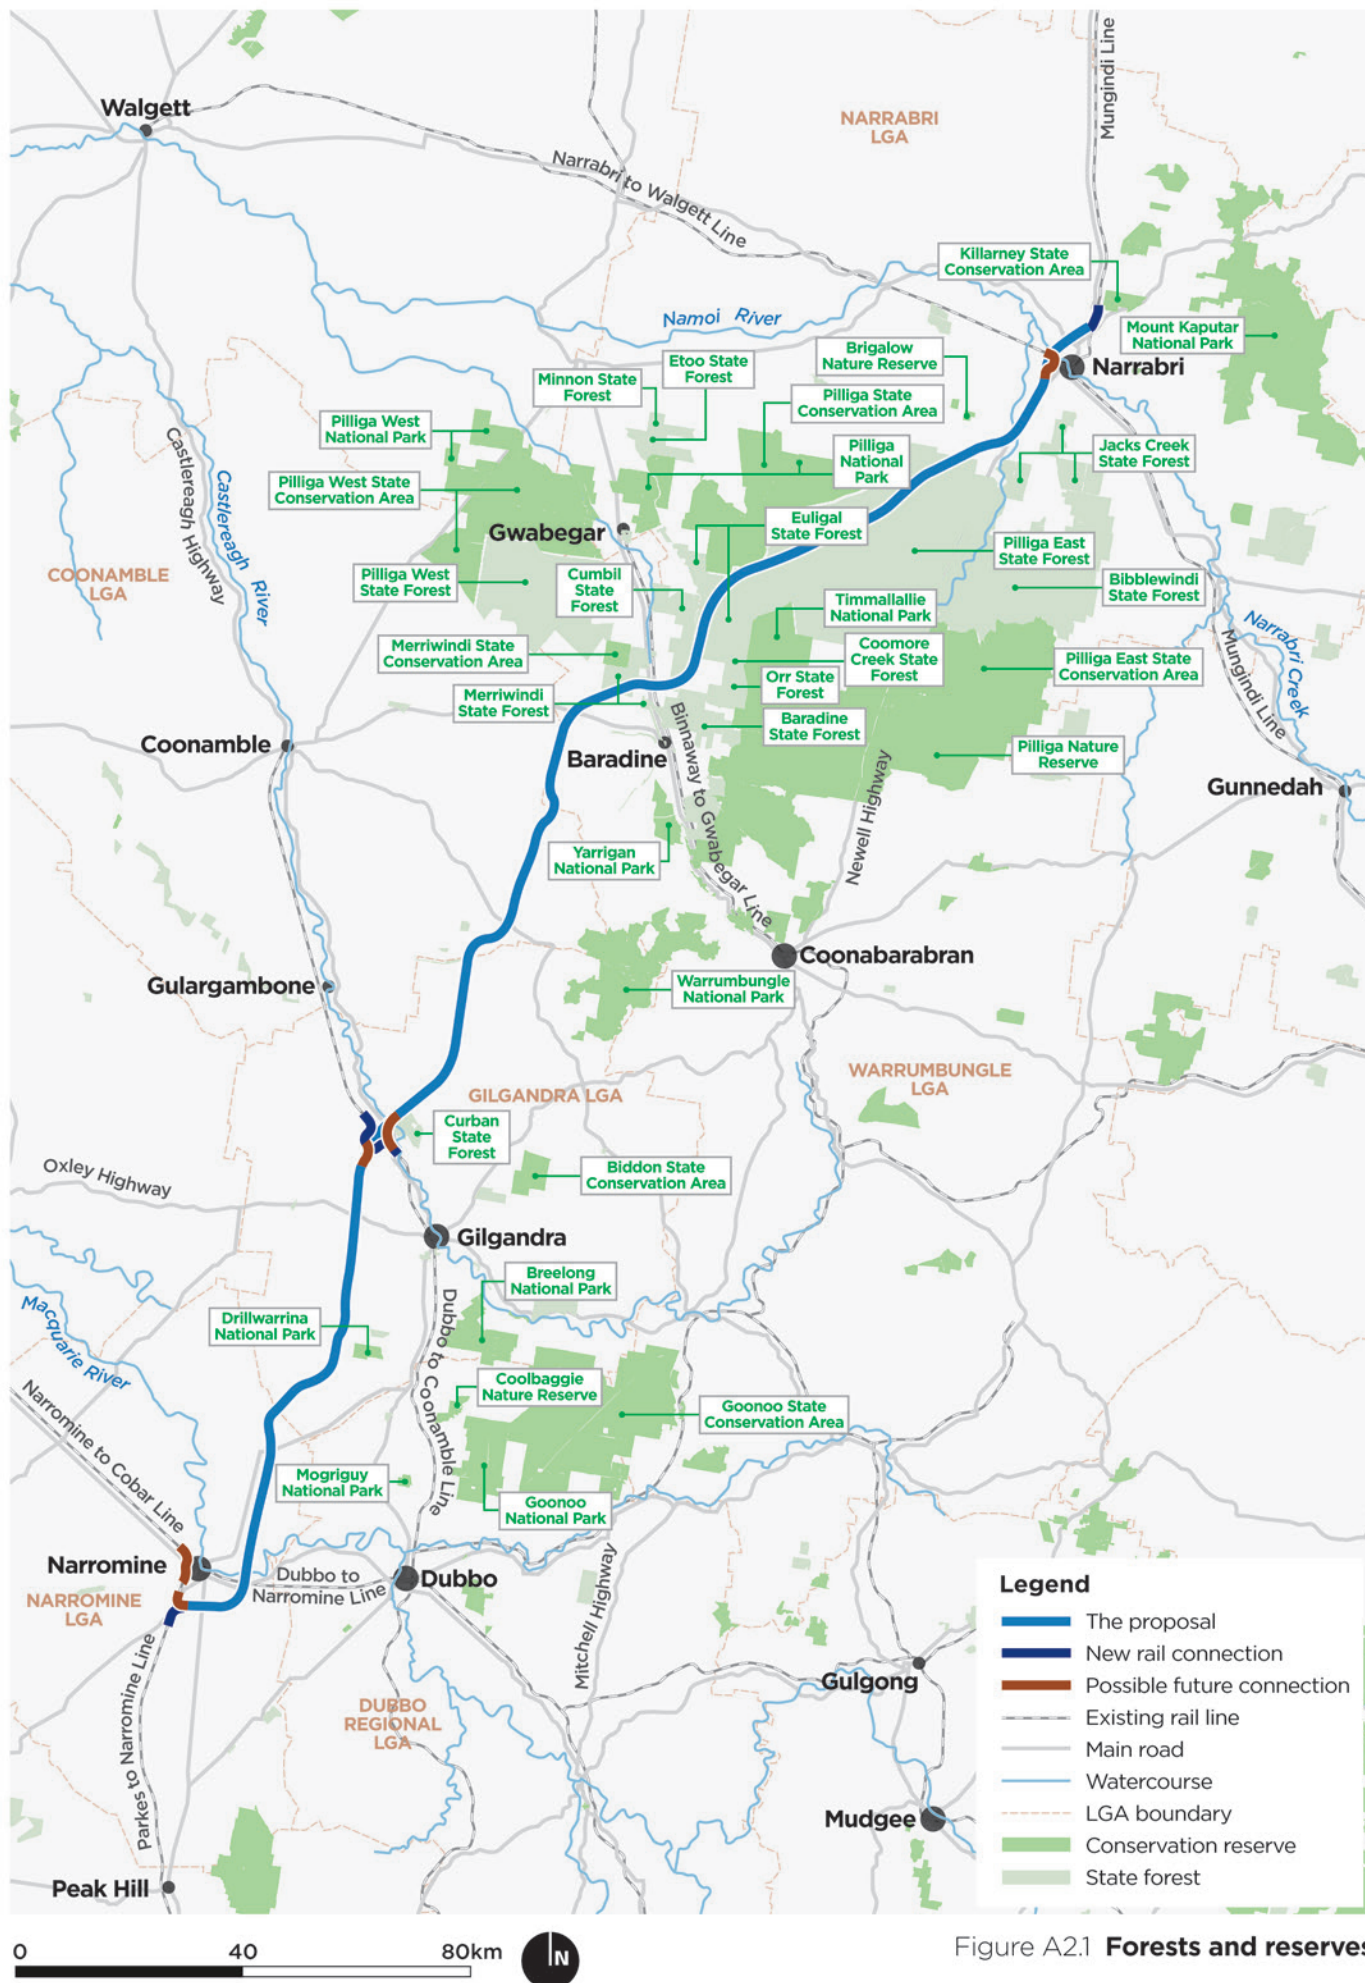 Walgett
NARRABRI
LGA
Mungindi Line
Narrabri to Walgett Line
Killarney State
Conservation Area
Namoi River
Mount Kaputar
National Park
Brigalow
Nature Reserve
Etoo State
Forest
Minnon State
Forest
Narrabri
Pilliga State
Conservation Area
Pilliga West
National Park
Pilliga
National
Park
Jacks Creek
State Forest
Castlereagh Highway
Castlereagh River
Pilliga West State
Conservation Area
Gwabegar
Euligal
State Forest
Pilliga East
State Forest
COONAMBLE
LGA
Pilliga West
State Forest
Cumbil
State
Forest
Bibblewindi
State Forest
Timmallallie
National Park
Narrabri Creek
Mungindi Line
Merriwindi State
Conservation Area
Coomore
Creek State
Forest
Pilliga East State
Conservation Area
Merriwindi
State Forest
Orr State
Forest
Baradine
State Forest
Coonamble
Baradine
Binnaway to Gwabegar Line
Pilliga Nature
Reserve
Gunnedah
Newell Highway
Yarrigan
National Park
Coonabarabran
Gulargambone
Warrumbungle
National Park
WARRUMBUNGLE
LGA
GILGANDRA LGA
Curban
State
Forest
Oxley Highway
Biddon State
Conservation Area
Gilgandra
Breelong
National Park
Macquarie River
Drillwarrina
National Park
Dubbo to Coonamble Line
Coolbaggie
Nature Reserve
Goonoo State
Conservation Area
Narromine to Cobar Line
Mogriguy
National Park
Goonoo
National Park
Narromine
Dubbo to
Narromine Line
Dubbo
NARROMINE
LGA
Mitchell Highway
Parkes to Narromine Line
DUBBO
REGIONAL
LGA
Gulgong
Mudgee
Peak Hill
Legend
The proposal
New rail connection
Possible future connection
Existing rail line
Main road
Watercourse
LGA boundary
Conservation reserve
State forest
0 40 80km
N
Figure A2.1 Forests and reserves